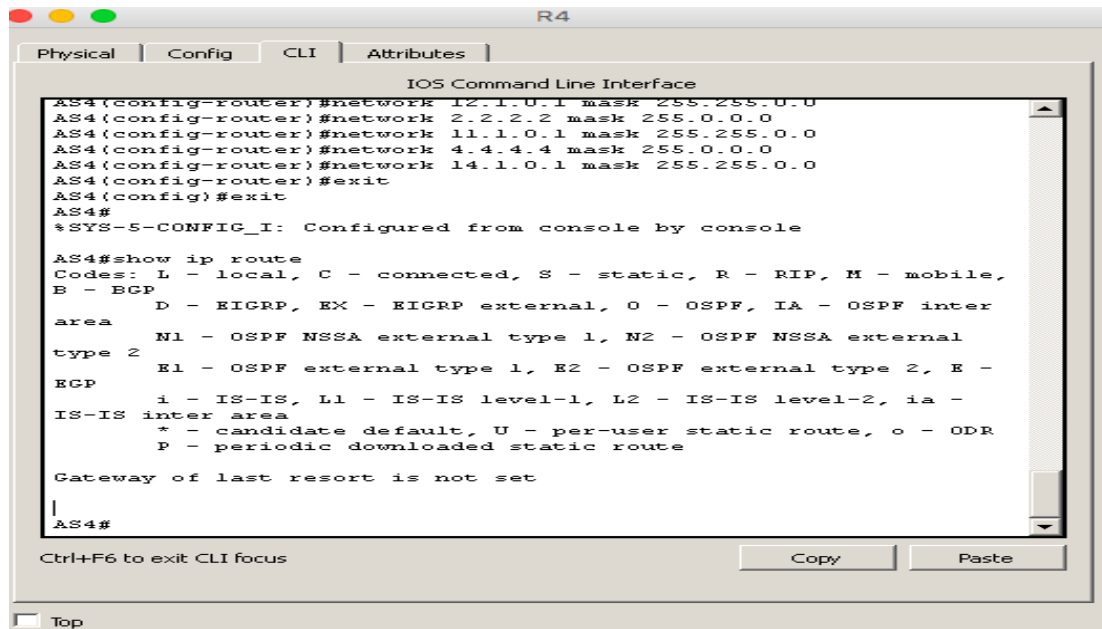 R4
Physical Config CLI Attributes
IOS Command Line Interface
AS4(config-router)#network 12.1.0.1 mask 255.255.0.0
AS4(config-router)#network 2.2.2.2 mask 255.0.0.0
AS4(config-router)#network 11.1.0.1 mask 255.255.0.0
AS4(config-router)#network 4.4.4.4 mask 255.0.0.0
AS4(config-router)#network 14.1.0.1 mask 255.255.0.0
AS4(config-router)#exit
AS4(config)#exit
AS4#
%SYS-5-CONFIG_I: Configured from console by console
AS4#show ip route
Codes: L - local, C - connected, S - static, R - RIP, M - mobile,
B - BGP
D - EIGRP, EX - EIGRP external, O - OSPF, IA - OSPF inter
area
N1 - OSPF NSSA external type 1, N2 - OSPF NSSA external
type 2
E1 - OSPF external type 1, E2 - OSPF external type 2, E -
EGP
i - IS-IS, L1 - IS-IS level-1, L2 - IS-IS level-2, ia -
IS-IS inter area
* - candidate default, U - per-user static route, o - ODR
P - periodic downloaded static route
Gateway of last resort is not set
AS4#
Ctrl+F6 to exit CLI focus
Copy Paste
Top